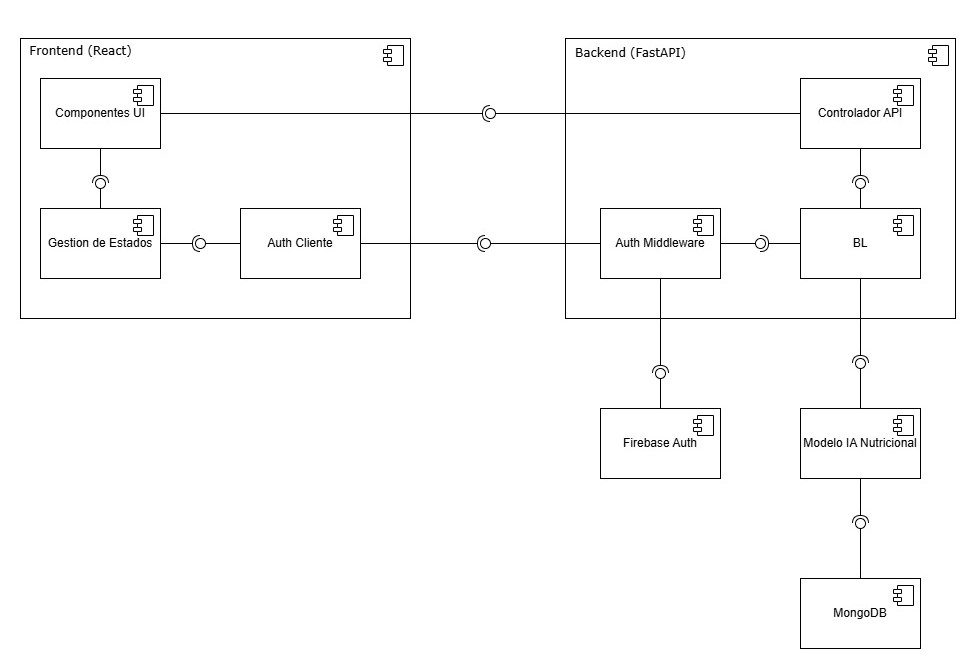 Frontend (React)
Backend (FastAPI)
Componentes UI
Controlador API
Gestion de Estados
Auth Cliente
Auth Middleware
BL
Firebase Auth
Modelo IA Nutricional
MongoDB